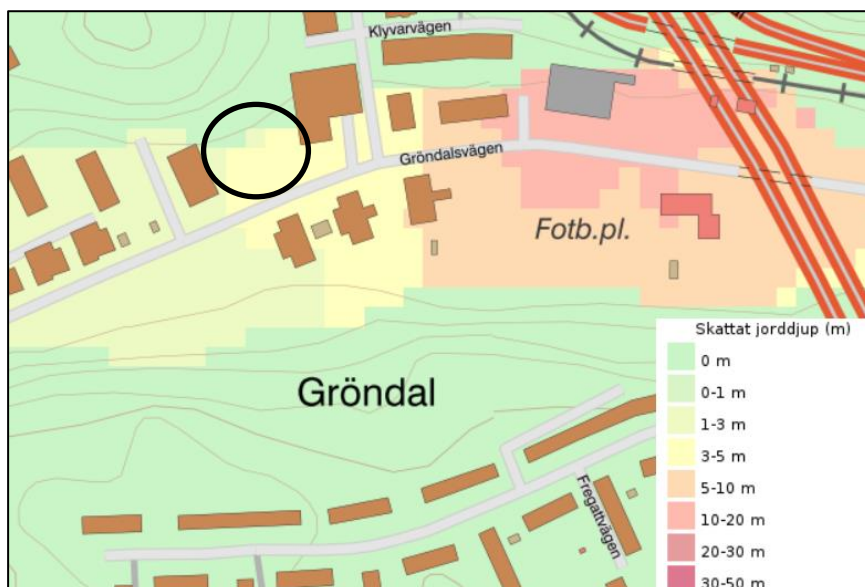 Klyvarvägen
Gröndalsvägen
Fotb.pl.
Gröndal
Fregattvägen
Skattat jorddjup (m)
0 m
0-1 m
1-3 m
3-5 m
5-10 m
10-20 m
20-30 m
30-50 m